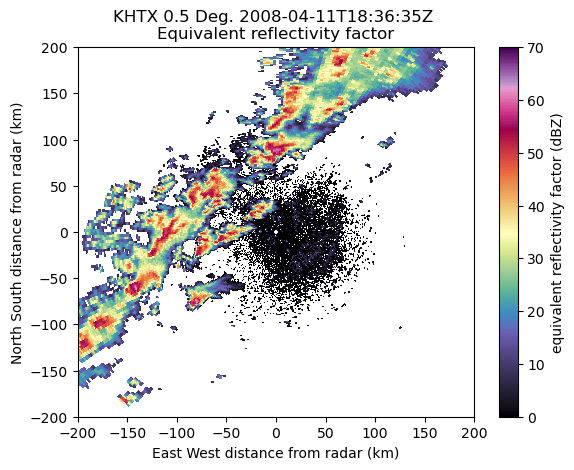 KHTX 0.5 Deg. 2008-04-11T18:36:35Z
Equivalent reflectivity factor
200
150
100
50
0
−50
−100
−150
−200
North South distance from radar (km)
−200 −150 −100 −50 0 50 100 150 200
East West distance from radar (km)
70
60
50
40
30
20
10
0
equivalent reflectivity factor (dBZ)